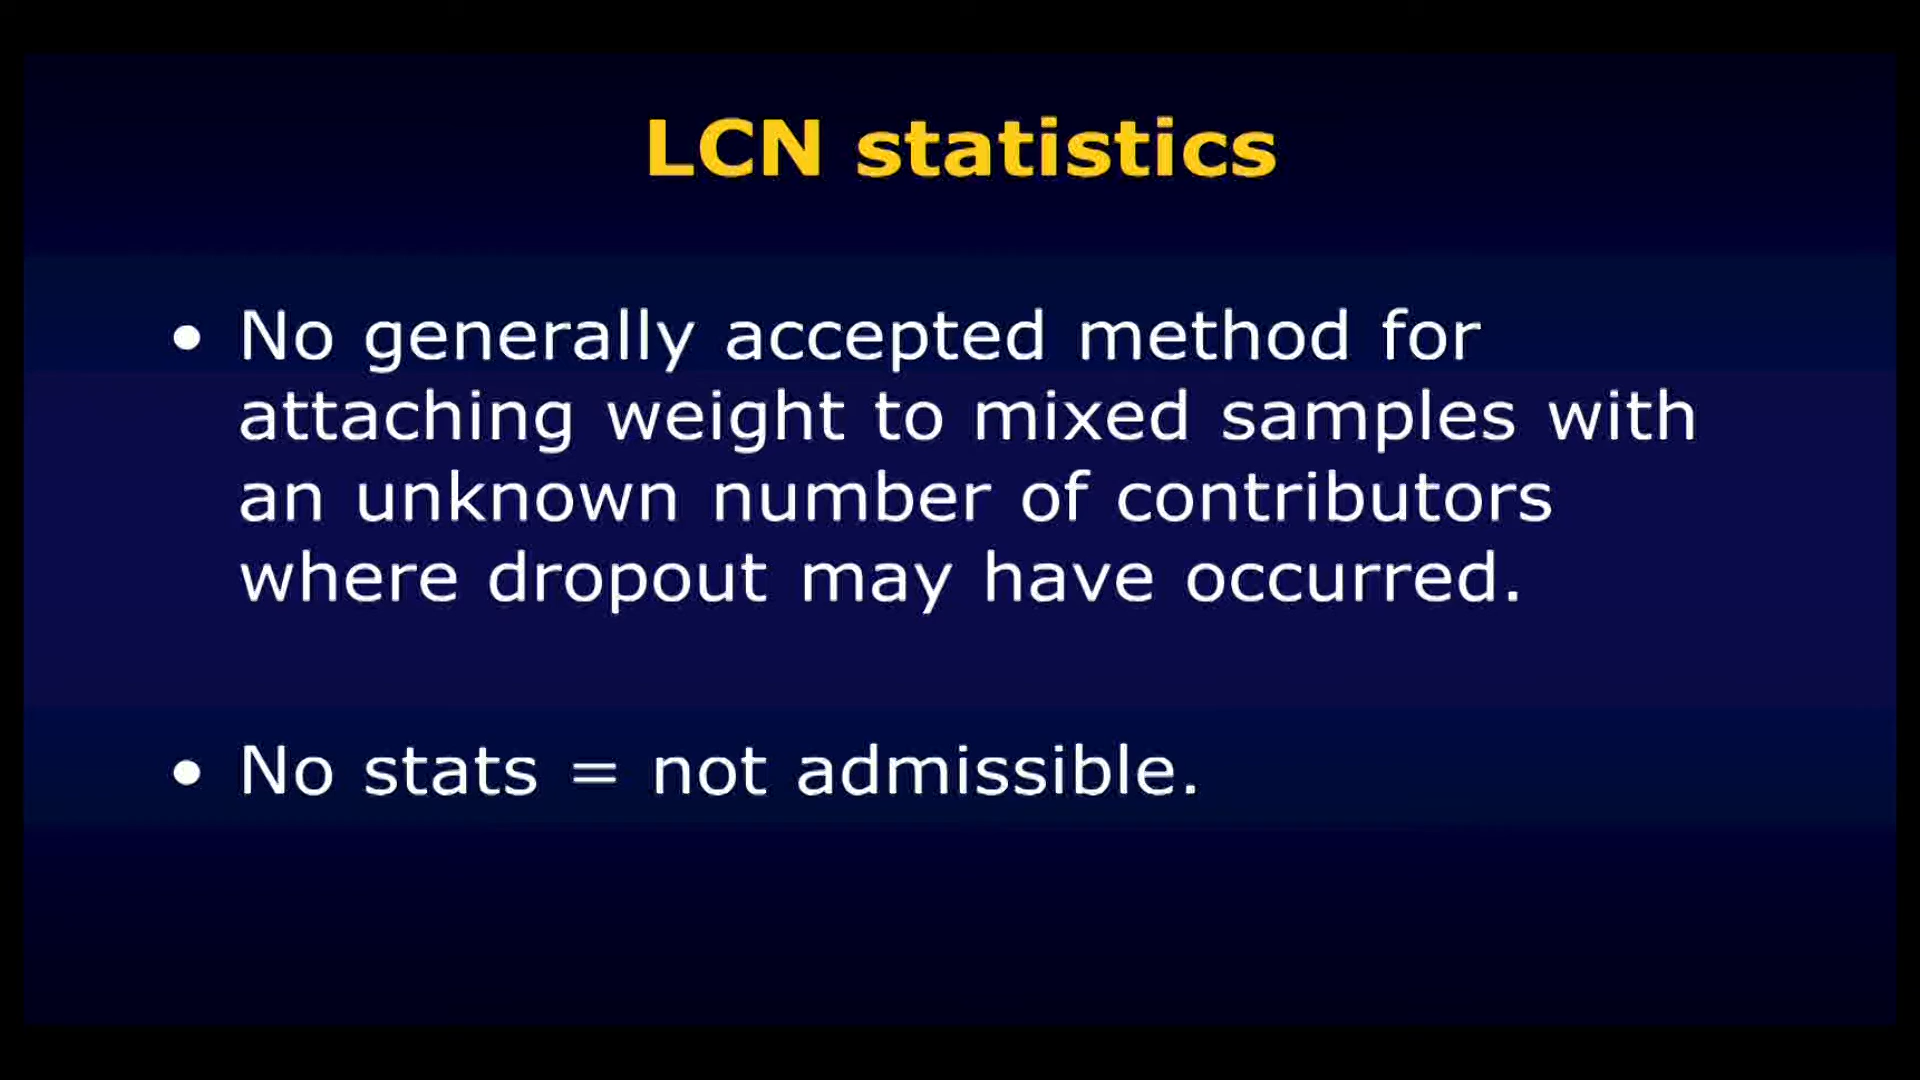 LCN statistics
• No generally accepted method for
attaching weight to mixed samples with
an unknown number of contributors
where dropout may have occurred.
• No stats = not admissible.